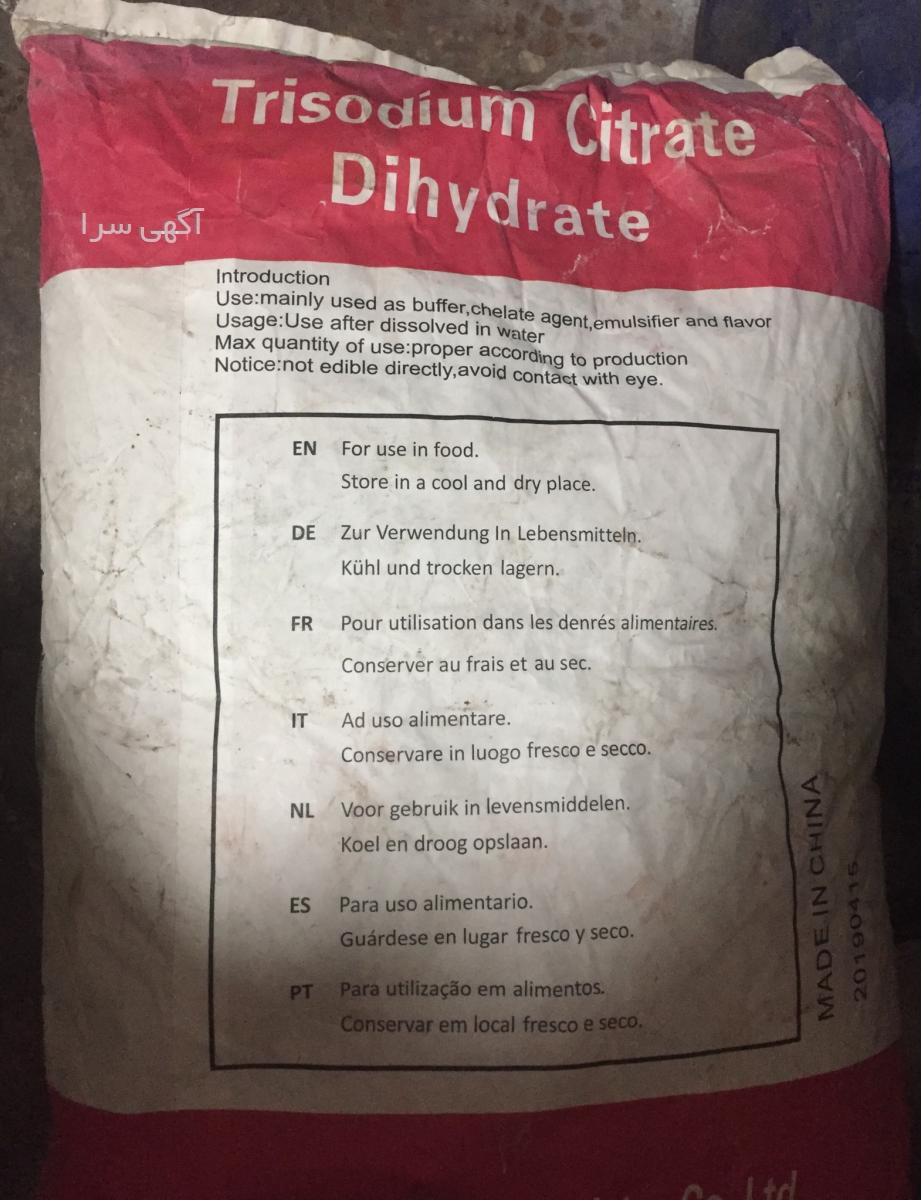 Trisodium Citrate
Dihydrate
آگهی سرا
Introduction
Use:mainly used as buffer,chelate agent,emulsifier and flavor
Usage:Use after dissolved in water
Max quantity of use:proper according to production
Notice:not edible directly,avoid contact with eye.
EN For use in food.
Store in a cool and dry place.
DE Zur Verwendung In Lebensmitteln.
Kühl und trocken lagern.
FR Pour utilisation dans les denrés alimentaires.
Conserver au frais et au sec.
IT Ad uso alimentare.
Conservare in luogo fresco e secco.
NL Voor gebruik in levensmiddelen.
Koel en droog opslaan.
ES Para uso alimentario.
Guárdese en lugar fresco y seco.
PT Para utilização em alimentos.
Conservar em local fresco e seco.
MADE IN CHINA
20190415
Co.,Ltd